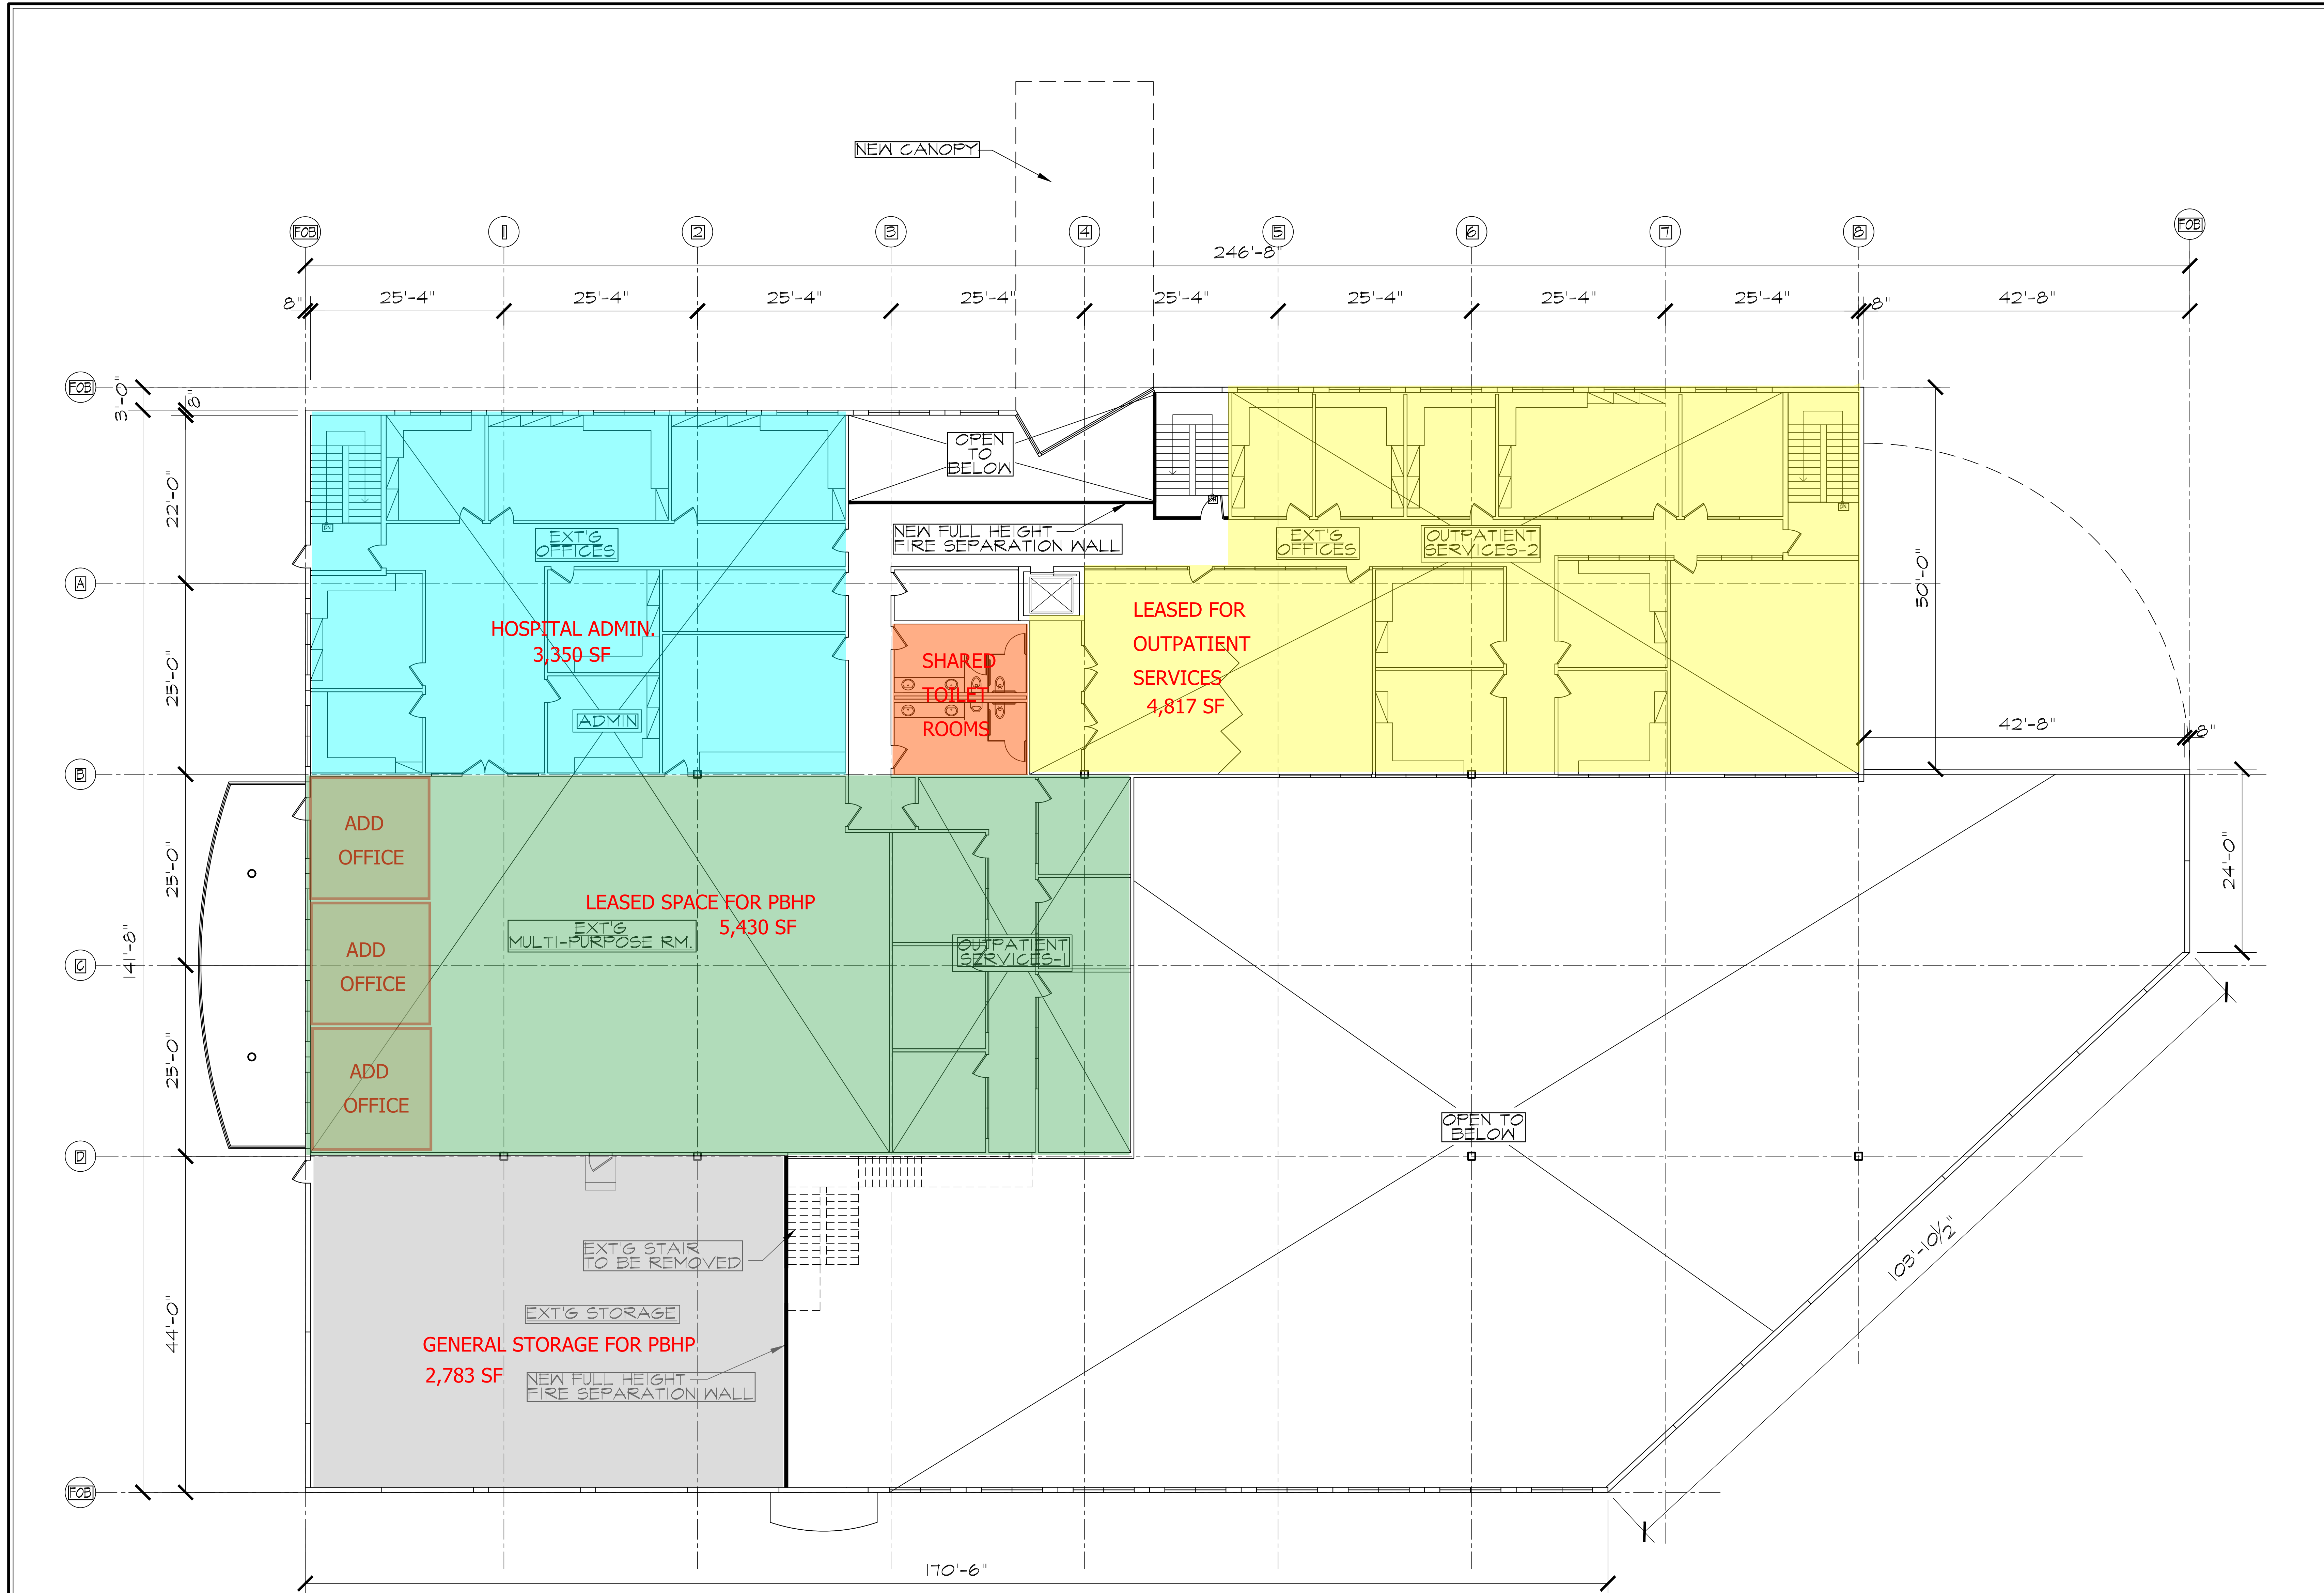 NEW CANOPY
FOB
1
2
3
4
5
6
7
8
FOB
246'-8"
8"
25'-4"
25'-4"
25'-4"
25'-4"
25'-4"
25'-4"
25'-4"
25'-4"
8"
42'-8"
FOB
3'-0"
8"
OPEN
TO
BELOW
22'-0"
DN
DN
DN
NEW FULL HEIGHT
FIRE SEPARATION WALL
EXT'G
OFFICES
EXT'G
OFFICES
OUTPATIENT
SERVICES-2
50'-0"
A
HOSPITAL ADMIN.
3,350 SF
LEASED FOR
OUTPATIENT
SERVICES
4,817 SF
SHARED
TOILET
ROOMS
25'-0"
ADMIN
42'-8"
8"
B
ADD
OFFICE
25'-0"
24'-0"
LEASED SPACE FOR PBHP
5,430 SF
EXT'G
MULTI-PURPOSE RM.
ADD
OFFICE
OUTPATIENT
SERVICES-1
141'-8"
C
25'-0"
ADD
OFFICE
OPEN TO
BELOW
D
EXT'G STAIR
TO BE REMOVED
103'-10 1/2"
44'-0"
EXT'G STORAGE
GENERAL STORAGE FOR PBHP
2,783 SF
NEW FULL HEIGHT
FIRE SEPARATION WALL
FOB
170'-6"